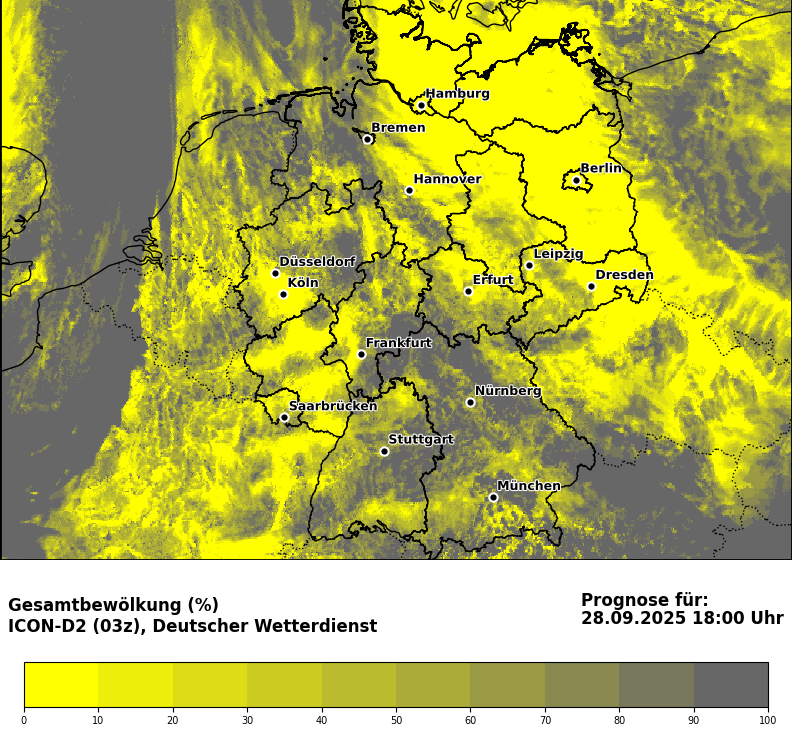 Hamburg
Bremen
Berlin
Hannover
Leipzig
Düsseldorf
Dresden
Erfurt
Köln
Frankfurt
Nürnberg
Saarbrücken
Stuttgart
München
Gesamtbewölkung (%)
ICON-D2 (03z), Deutscher Wetterdienst
Prognose für:
28.09.2025 18:00 Uhr
0 10 20 30 40 50 60 70 80 90 100